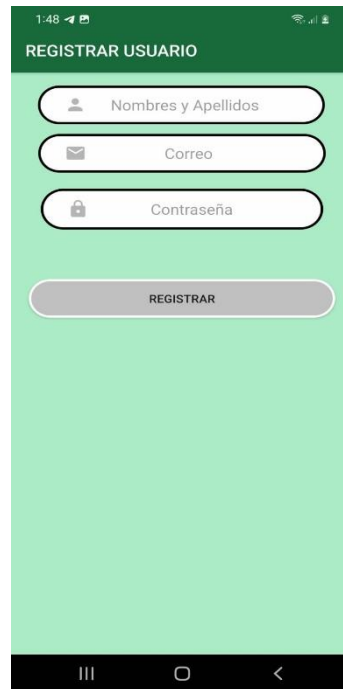 1:48
REGISTRAR USUARIO
Nombres y Apellidos
Correo
Contraseña
REGISTRAR